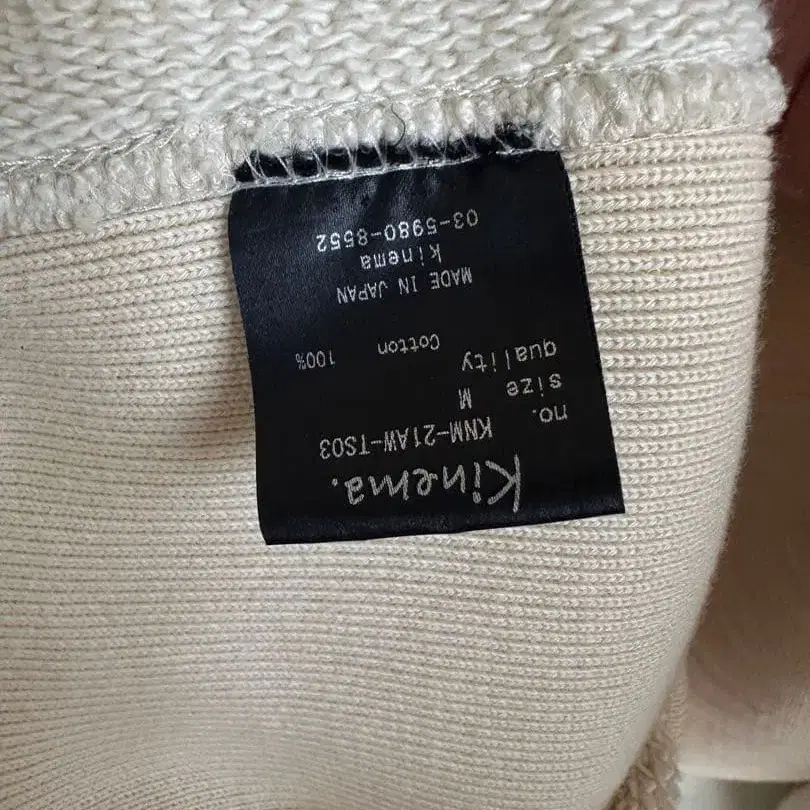 Kinema.
no. KNM-21AW-TS03
size M
quality
Cotton 100%
MADE IN JAPAN
kinema
03-5980-8552